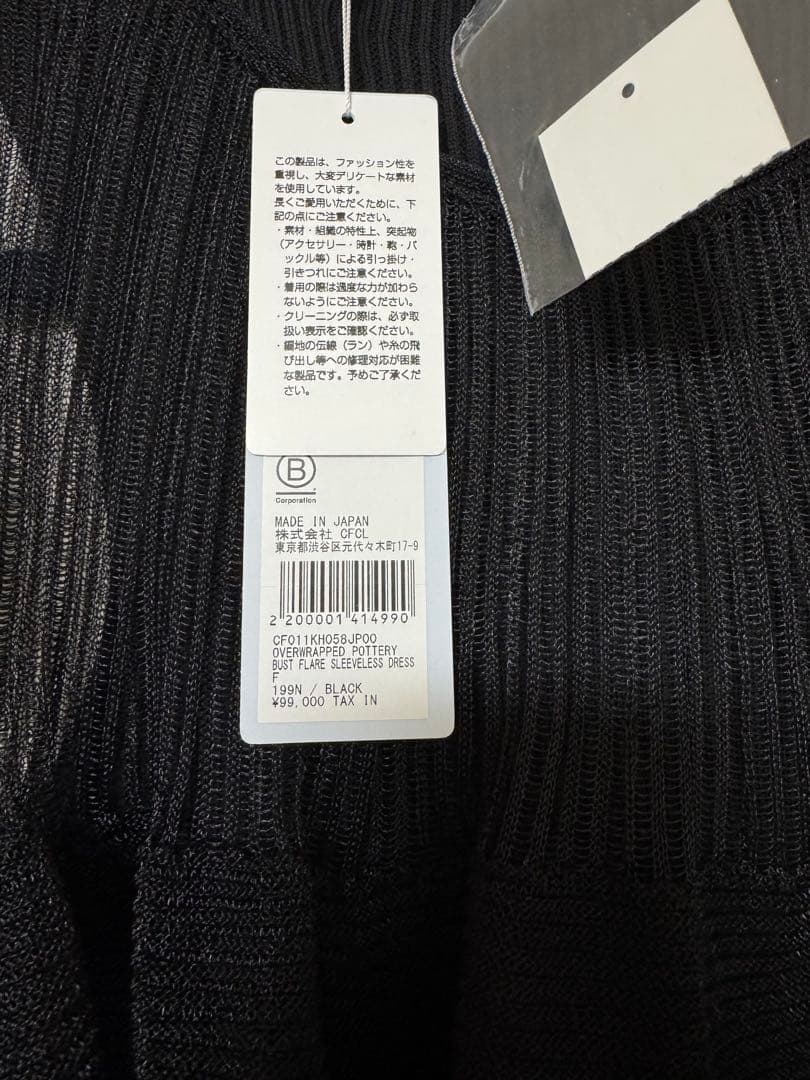 この製品は、ファッション性を
重視し、大変デリケートな素材
を使用しています。
長くご愛用いただくために、下
記の点にご注意ください。
・素材・組織の特性上、突起物
（アクセサリー・時計・鞄・バ
ックル等）による引っ掛け・
引きつれにご注意ください。
・着用の際は過度な力が加わら
ないようにご注意ください。
・クリーニングの際は、必ず取
扱い表示をご確認ください。
・編地の伝線（ラン）や糸の飛
び出し等への修理対応が困難
な製品です。予めご了承くだ
さい。
B
Corporation
MADE IN JAPAN
株式会社 CFCL
東京都渋谷区元代々木町17-9
2 200001 414990
CF011KH058JP00
OVERWRAPPED POTTERY
BUST FLARE SLEEVELESS DRESS
F
199N / BLACK
¥99,000 TAX IN